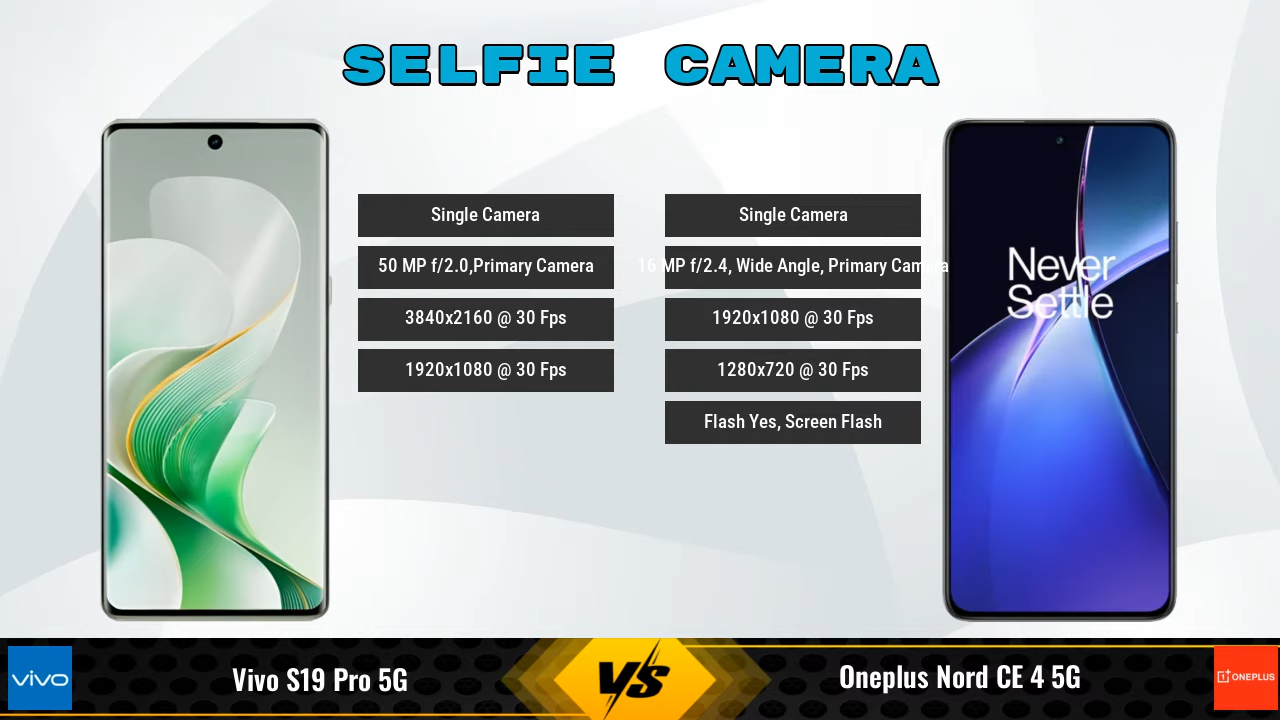 SELFIE CAMERA
Single Camera
50 MP f/2.0,Primary Camera
3840x2160 @ 30 Fps
1920x1080 @ 30 Fps
Single Camera
16 MP f/2.4, Wide Angle, Primary Camera
1920x1080 @ 30 Fps
1280x720 @ 30 Fps
Flash Yes, Screen Flash
Never
Settle
vivo
Vivo S19 Pro 5G
VS
Oneplus Nord CE 4 5G
1+ ONEPLUS